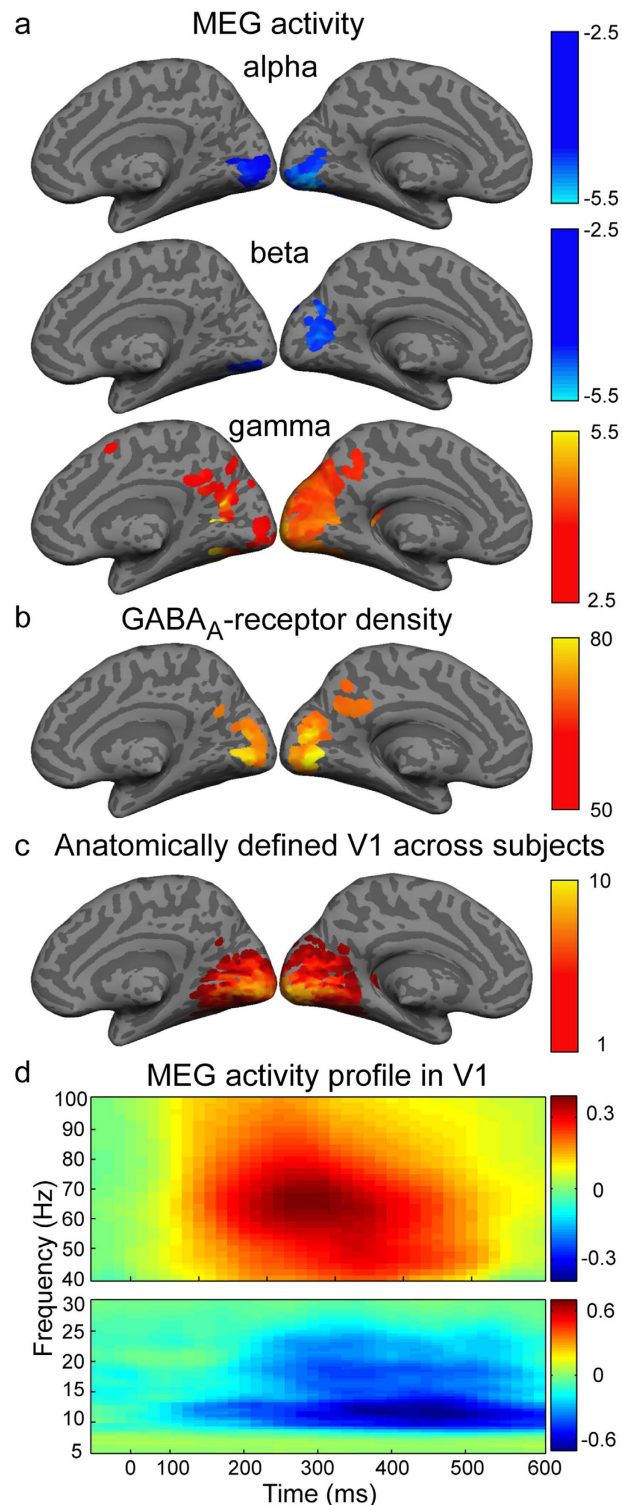 a
MEG activity
alpha
-2.5
-5.5
beta
-2.5
-5.5
gamma
5.5
2.5
b
GABA_A-receptor density
80
50
c
Anatomically defined V1 across subjects
10
1
d
MEG activity profile in V1
100
90
80
70
60
50
40
0.3
0
-0.3
Frequency (Hz)
30
25
20
15
10
5
0.6
0
-0.6
0 100 200 300 400 500 600
Time (ms)